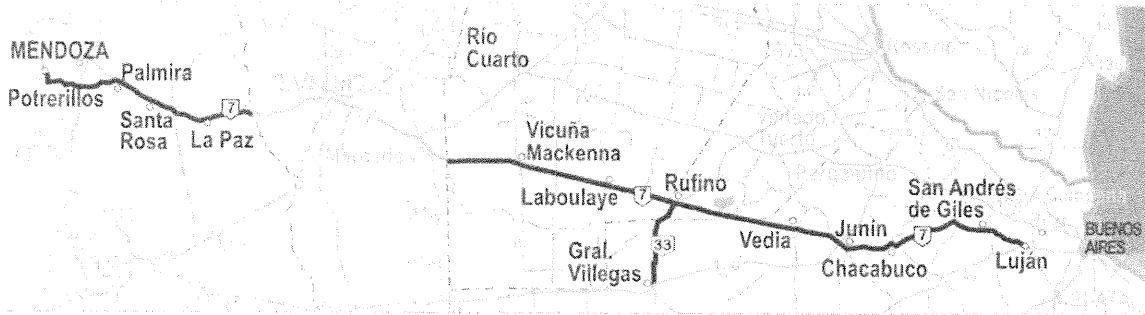 MENDOZA
Potrerillos
Palmira
Santa
Rosa
7
La Paz
Río
Cuarto
Vicuña
Mackenna
Laboulaye
7
Rufino
33
Gral.
Villegas
Vedia
Junín
Chacabuco
7
San Andrés
de Giles
Luján
BUENOS
AIRES